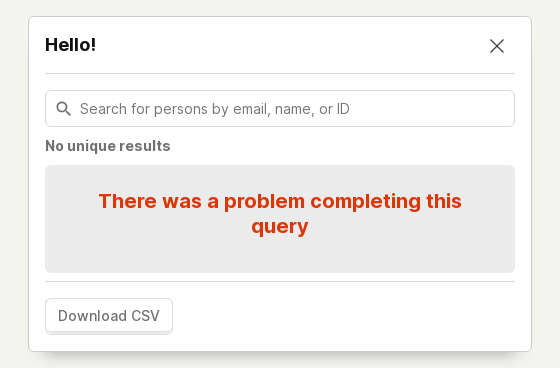 Hello!
Search for persons by email, name, or ID
No unique results
There was a problem completing this
query
Download CSV